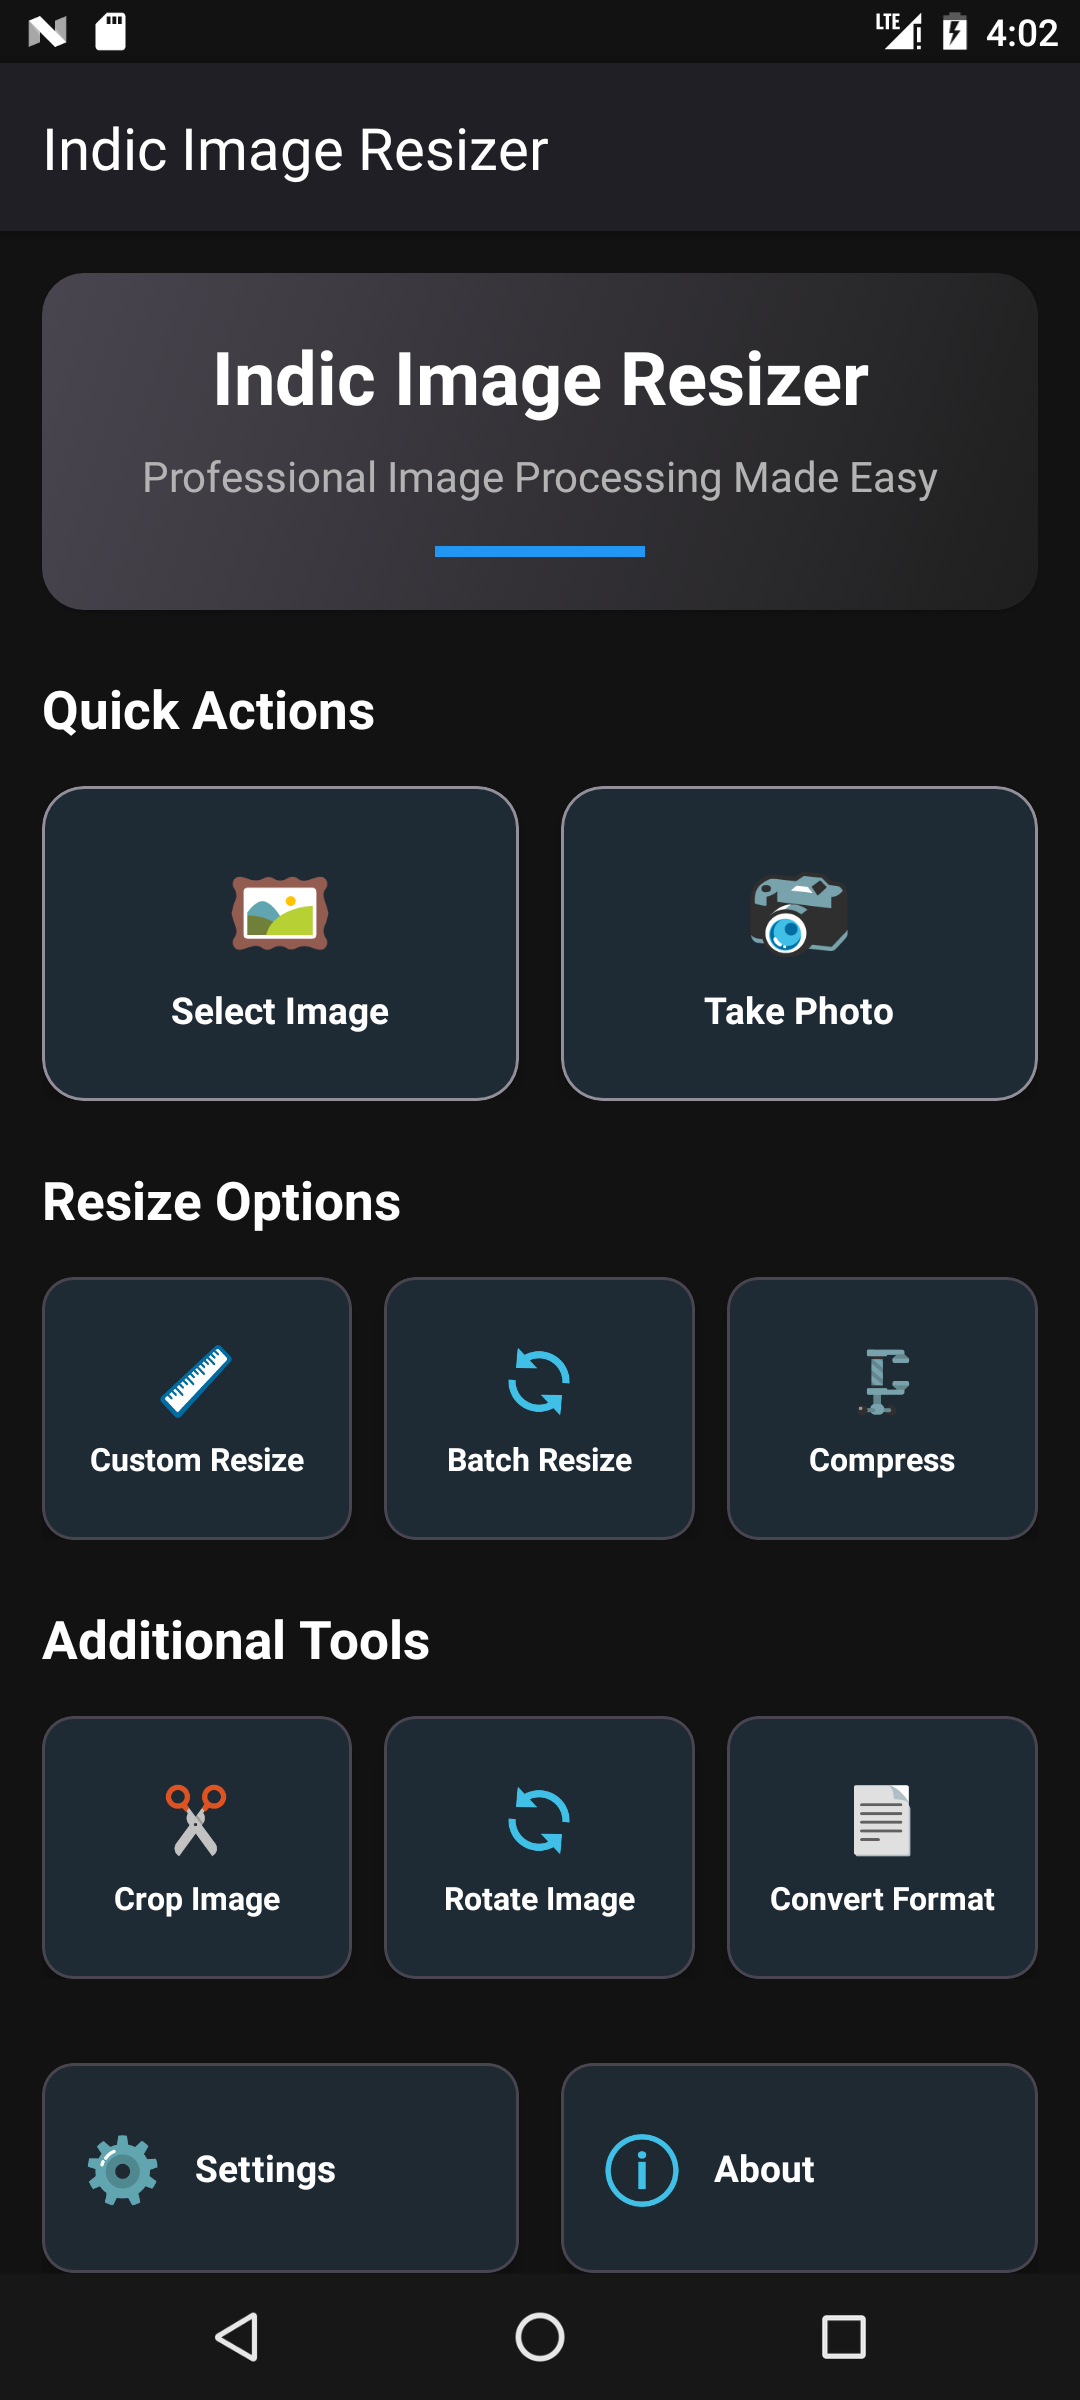 LTE 4:02
Indic Image Resizer
Indic Image Resizer
Professional Image Processing Made Easy
Quick Actions
Select Image
Take Photo
Resize Options
Custom Resize
Batch Resize
Compress
Additional Tools
Crop Image
Rotate Image
Convert Format
Settings
About